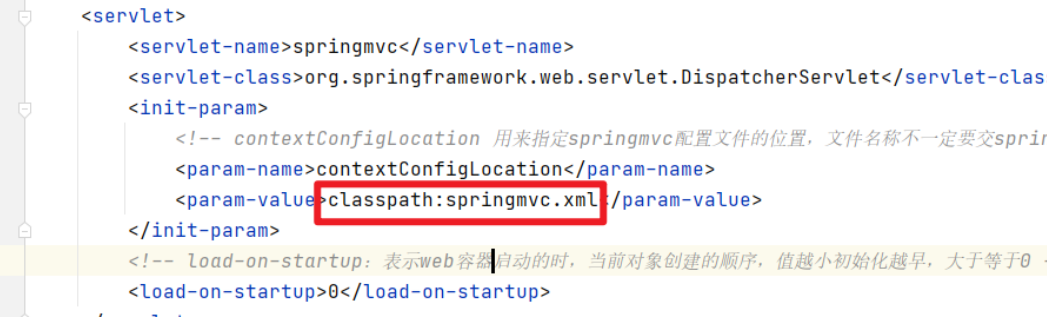 <servlet>
<servlet-name>springmvc</servlet-name>
<servlet-class>org.springframework.web.servlet.DispatcherServlet</servlet-clas
<init-param>
<!-- contextConfigLocation 用来指定springmvc配置文件的位置，文件名称不一定要交sprin
<param-name>contextConfigLocation</param-name>
<param-value>classpath:springmvc.xml</param-value>
</init-param>
<!-- load-on-startup：表示web容器启动的时，当前对象创建的顺序，值越小初始化越早，大于等于0
<load-on-startup>0</load-on-startup>